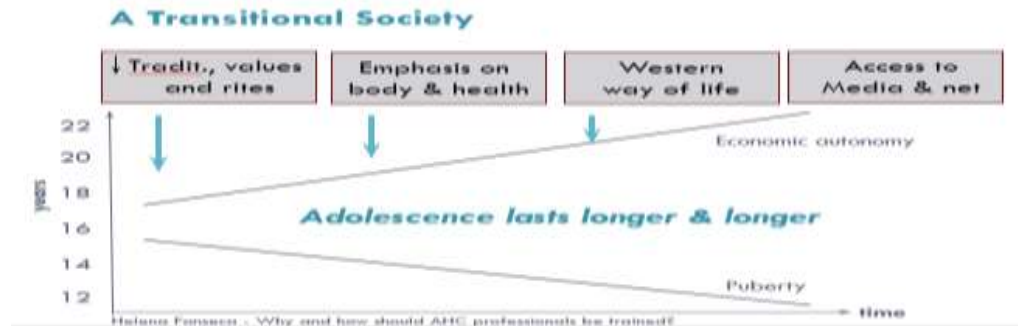 A Transitional Society
↓ Tradit., values
and rites
Emphasis on
body & health
Western
way of life
Access to
Media & net
22
20
18
16
14
12
years
Economic autonomy
Adolescence lasts longer & longer
Puberty
time
Helena Fonseca - Why and how should AHC professionals be trained?